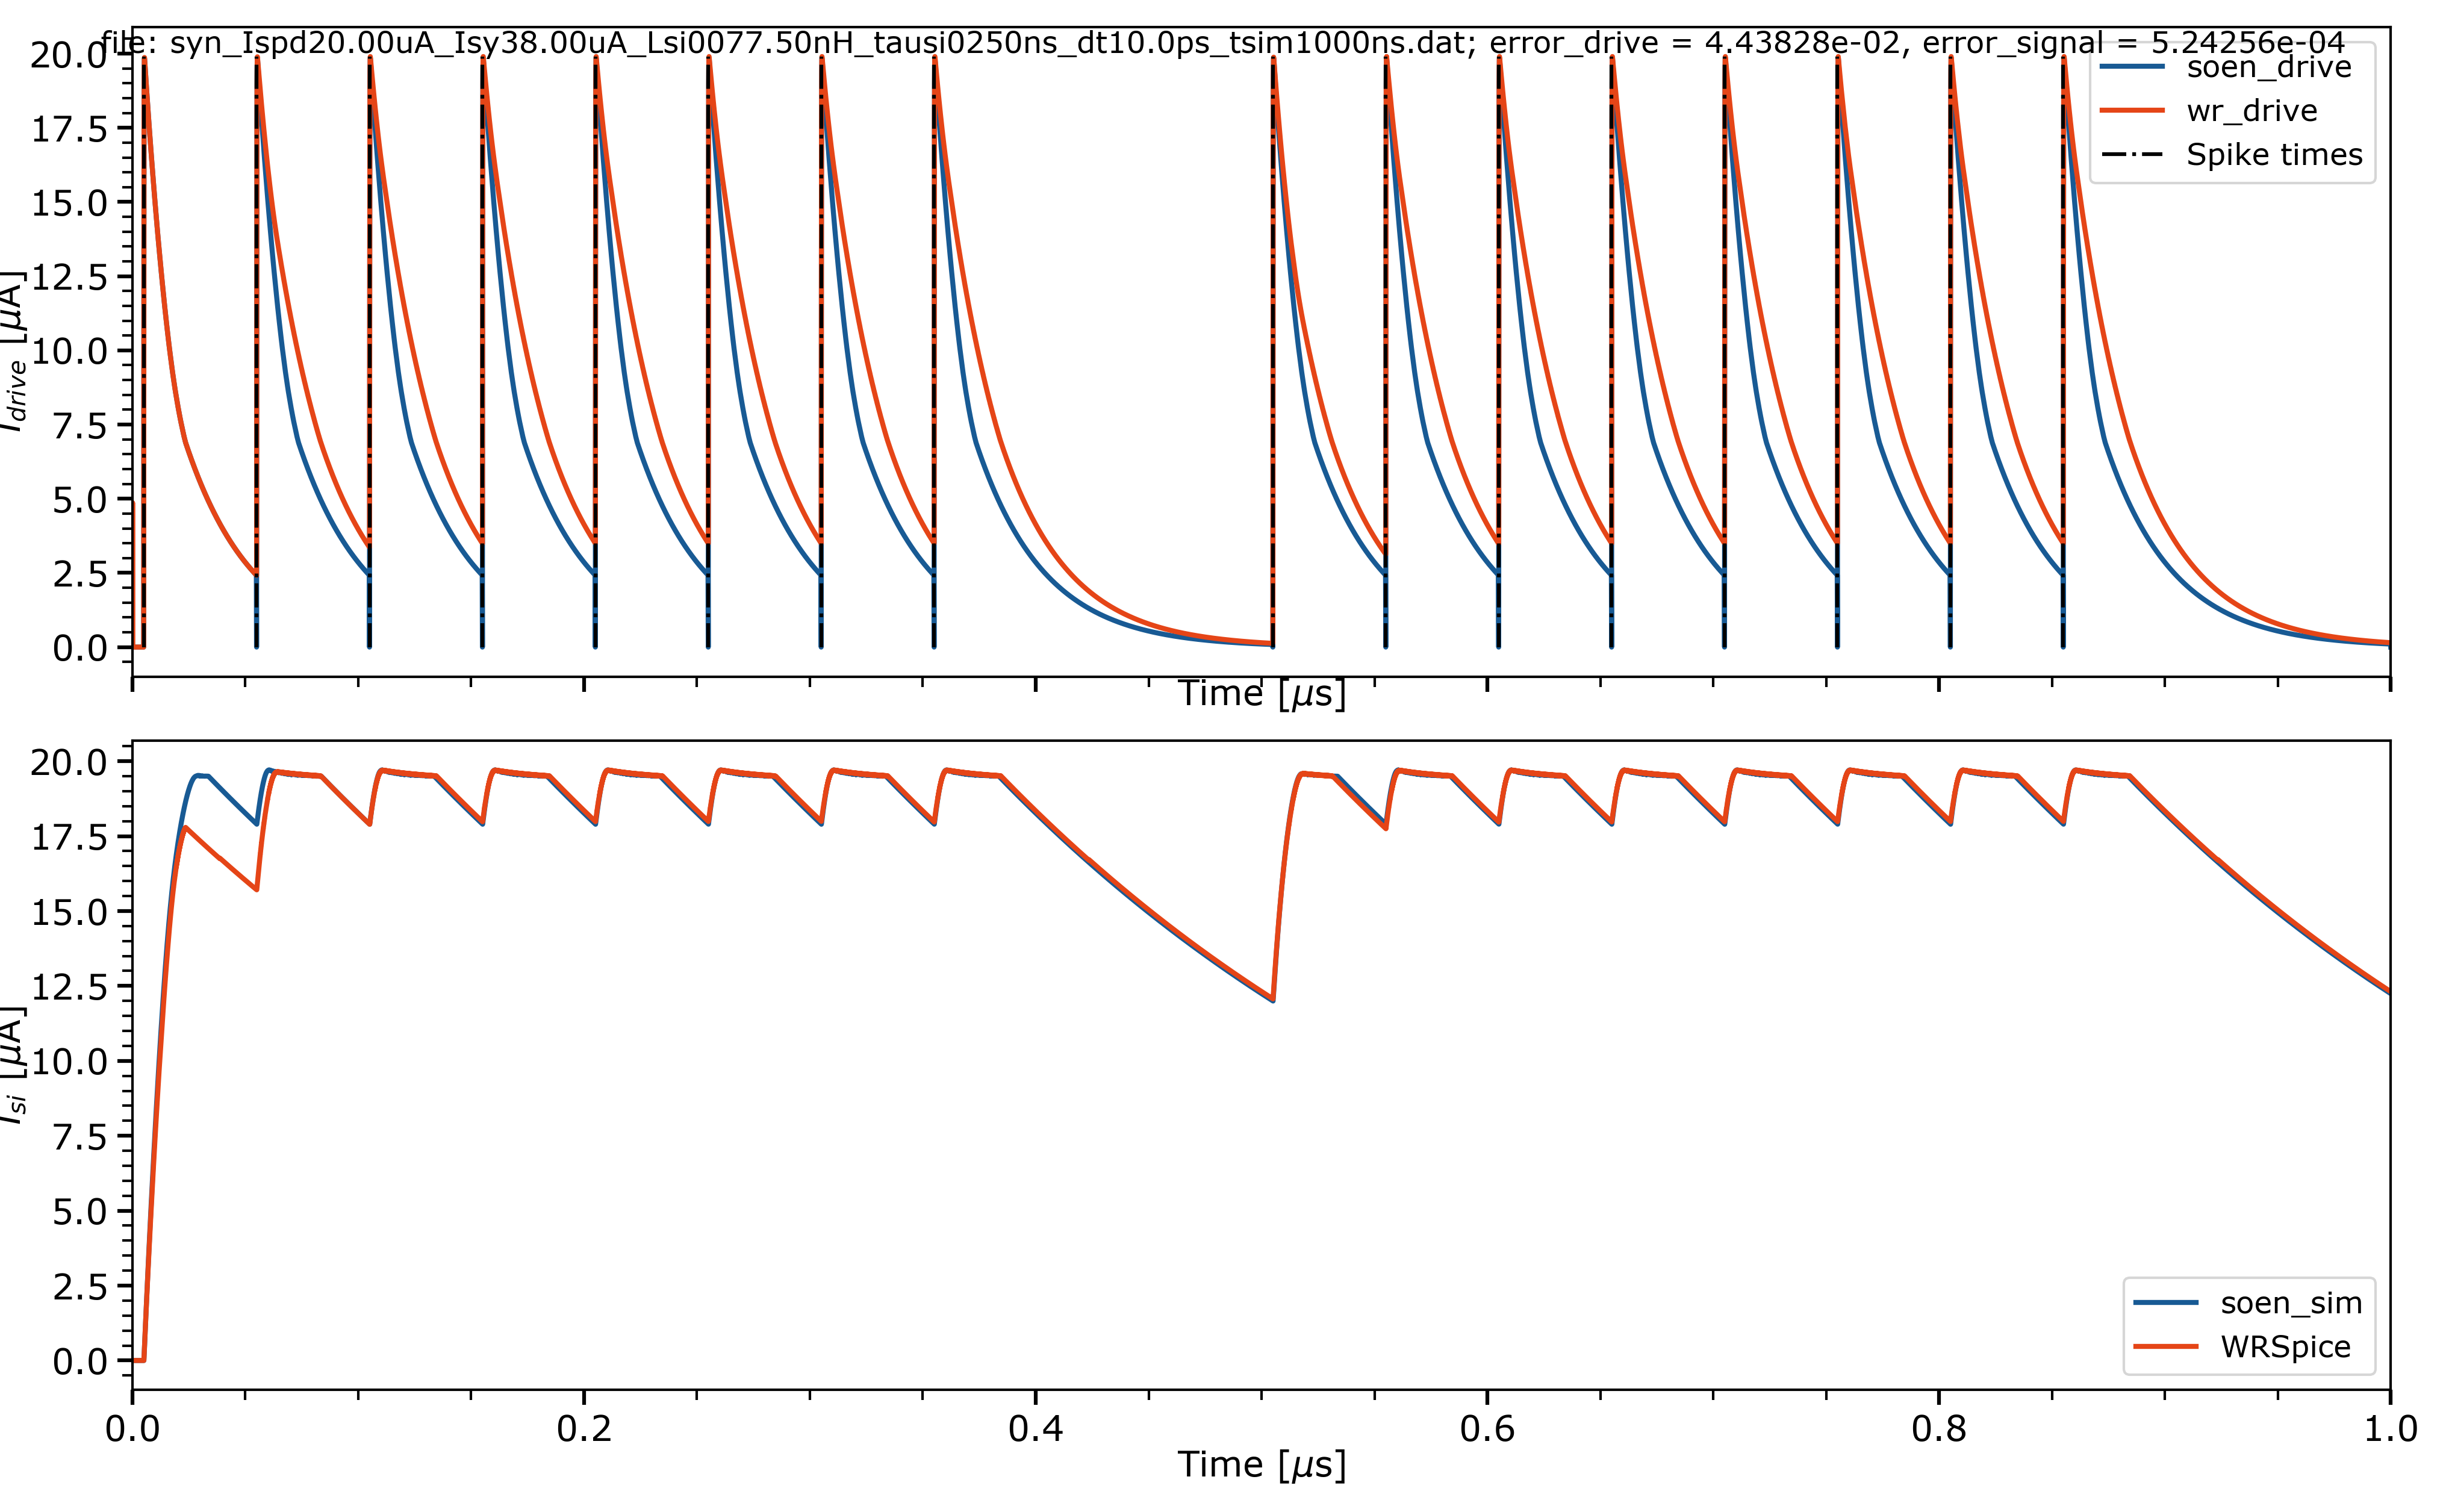 file: syn_Ispd20.00uA_Isy38.00uA_Lsi0077.50nH_tausi0250ns_dt10.0ps_tsim1000ns.dat; error_drive = 4.43828e-02, error_signal = 5.24256e-04
soen_drive
wr_drive
Spike times
I_drive [μA]
20.0
17.5
15.0
12.5
10.0
7.5
5.0
2.5
0.0
Time [μs]
I_si [μA]
20.0
17.5
15.0
12.5
10.0
7.5
5.0
2.5
0.0
soen_sim
WRSpice
0.0 0.2 0.4 0.6 0.8 1.0
Time [μs]